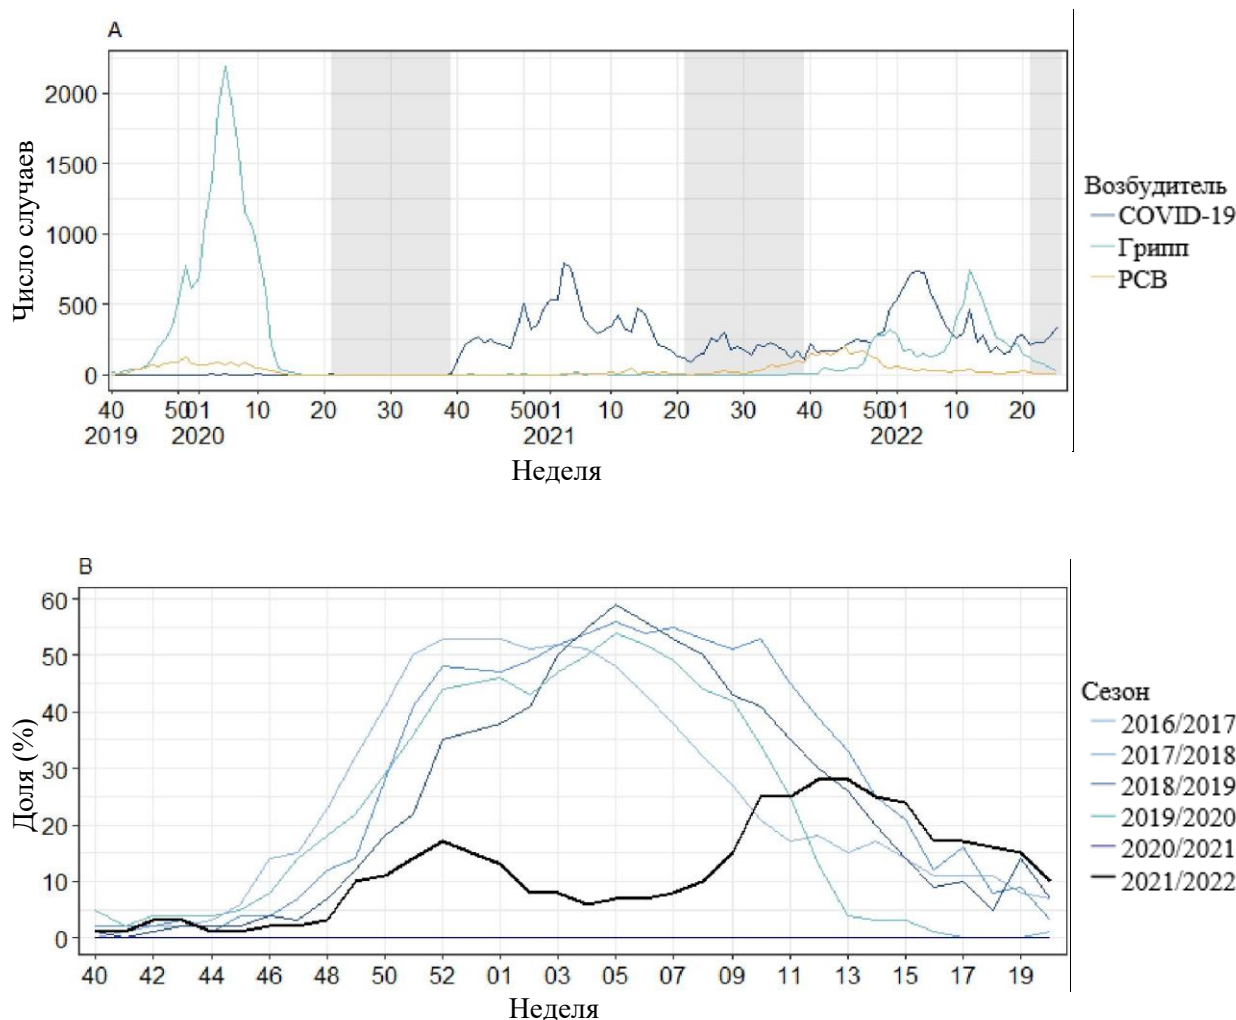 A
Число случаев
2000
1500
1000
500
0
40 50 01 10 20 30 40 50 01 10 20 30 40 50 01 10 20
2019 2020 2021 2022
Неделя
Возбудитель
COVID-19
Грипп
РСВ
B
Доля (%)
60
50
40
30
20
10
0
40 42 44 46 48 50 52 01 03 05 07 09 11 13 15 17 19
Неделя
Сезон
2016/2017
2017/2018
2018/2019
2019/2020
2020/2021
2021/2022